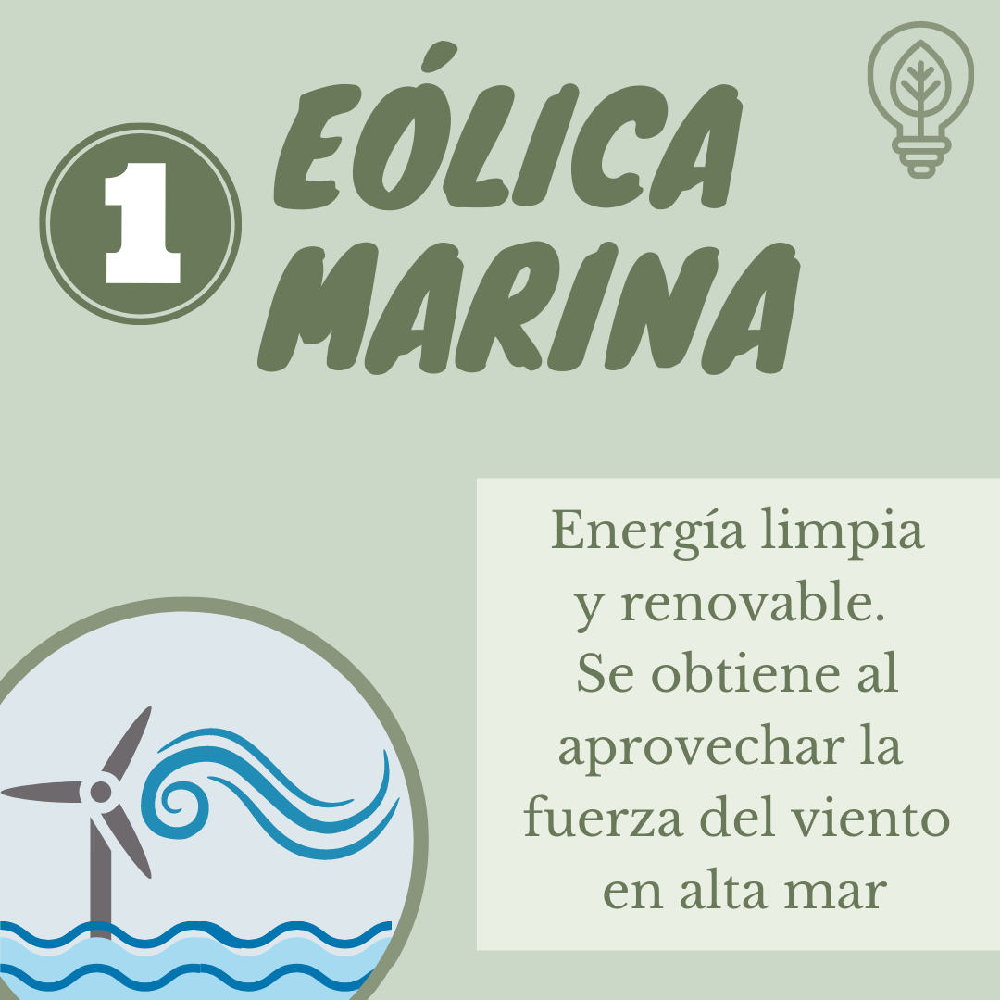 1
EÓLICA
MARINA
Energía limpia
y renovable.
Se obtiene al
aprovechar la
fuerza del viento
en alta mar